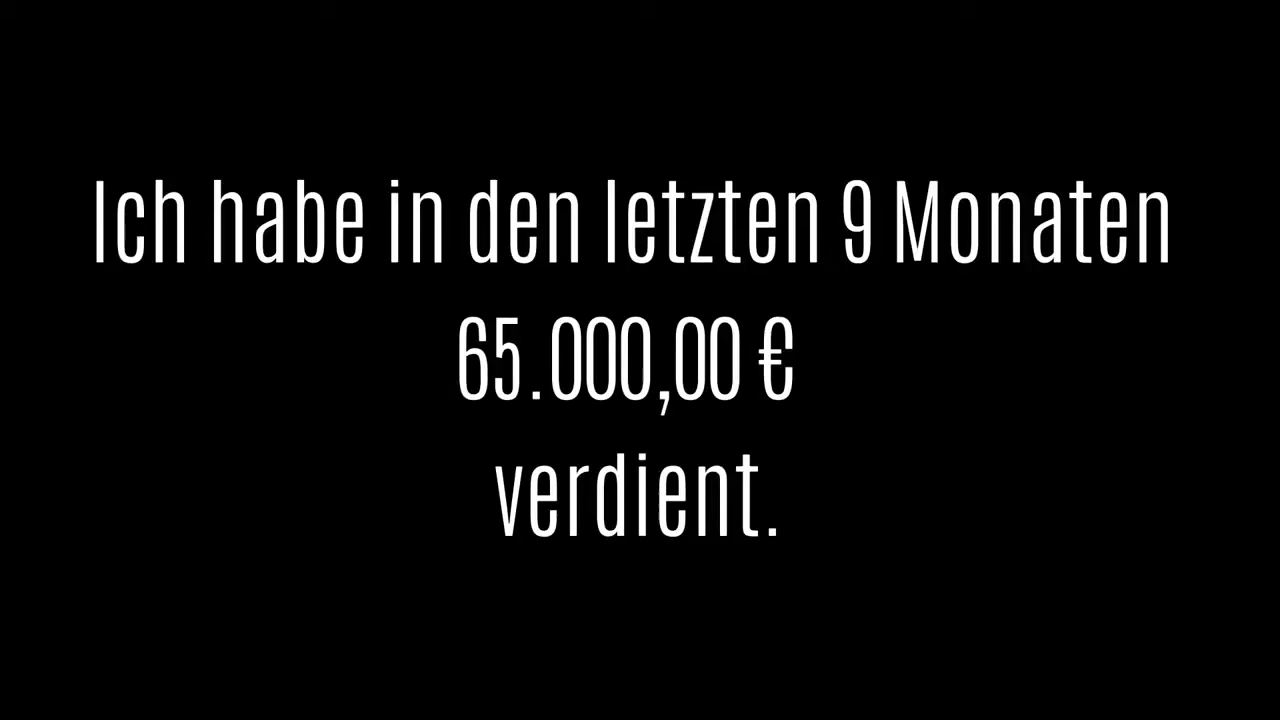 Ich habe in den letzten 9 Monaten
65.000,00 €
verdient.